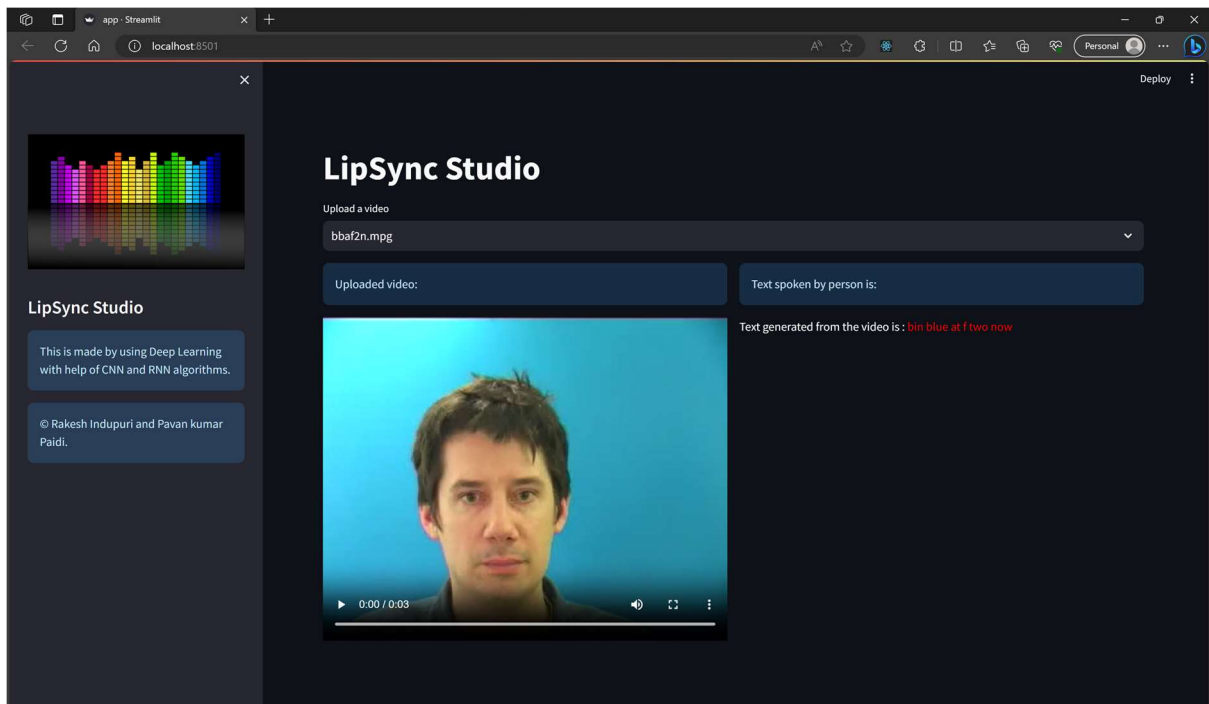 app · Streamlit
localhost:8501
Personal
Deploy
LipSync Studio
This is made by using Deep Learning
with help of CNN and RNN algorithms.
© Rakesh Indupuri and Pavan kumar
Paidi.
LipSync Studio
Upload a video
bbaf2n.mpg
Uploaded video:
Text spoken by person is:
Text generated from the video is : bin blue at f two now
0:00 / 0:03